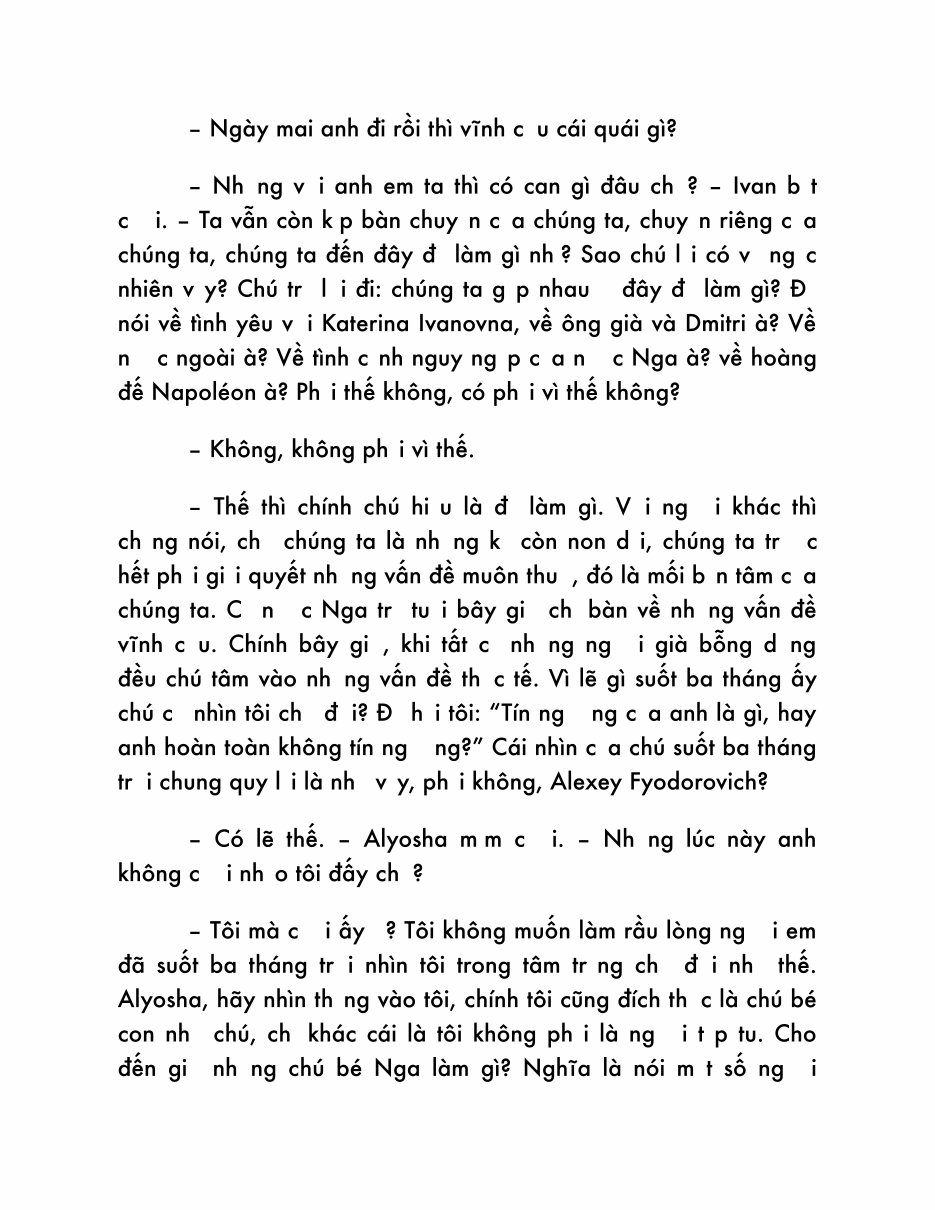 – Ngày mai anh đi rồi thì vĩnh c u cái quái gì?
– Nh ng v i anh em ta thì có can gì đâu ch ? – Ivan b t
c i. – Ta vẫn còn k p bàn chuy n c a chúng ta, chuy n riêng c a
chúng ta, chúng ta đến đây đ làm gì nh ? Sao chú l i có v ng c
nhiên v y? Chú tr l i đi: chúng ta g p nhau đây đ làm gì? Đ
nói về tình yêu v i Katerina Ivanovna, về ông già và Dmitri à? Về
n c ngoài à? Về tình c nh nguy ng p c a n c Nga à? về hoàng
đế Napoléon à? Ph i thế không, có ph i vì thế không?
– Không, không ph i vì thế.
– Thế thì chính chú hi u là đ làm gì. V i ng i khác thì
ch ng nói, ch chúng ta là nh ng k còn non d i, chúng ta tr c
hết ph i gi i quyết nh ng vấn đề muôn thu , đó là mối b n tâm c a
chúng ta. C n c Nga tr tu i bây gi ch bàn về nh ng vấn đề
vĩnh c u. Chính bây gi , khi tất c nh ng ng i già bỗng d ng
đều chú tâm vào nh ng vấn đề th c tế. Vì lẽ gì suốt ba tháng ấy
chú c nhìn tôi ch đ i? Đ h i tôi: “Tín ng ng c a anh là gì, hay
anh hoàn toàn không tín ng ng?” Cái nhìn c a chú suốt ba tháng
tr i chung quy l i là nh v y, ph i không, Alexey Fyodorovich?
– Có lẽ thế. – Alyosha m m c i. – Nh ng lúc này anh
không c i nh o tôi đấy ch ?
– Tôi mà c i ấy ? Tôi không muốn làm rầu lòng ng i em
đã suốt ba tháng tr i nhìn tôi trong tâm tr ng ch đ i nh thế.
Alyosha, hãy nhìn th ng vào tôi, chính tôi cũng đích th c là chú bé
con nh chú, ch khác cái là tôi không ph i là ng i t p tu. Cho
đến gi nh ng chú bé Nga làm gì? Nghĩa là nói m t số ng i